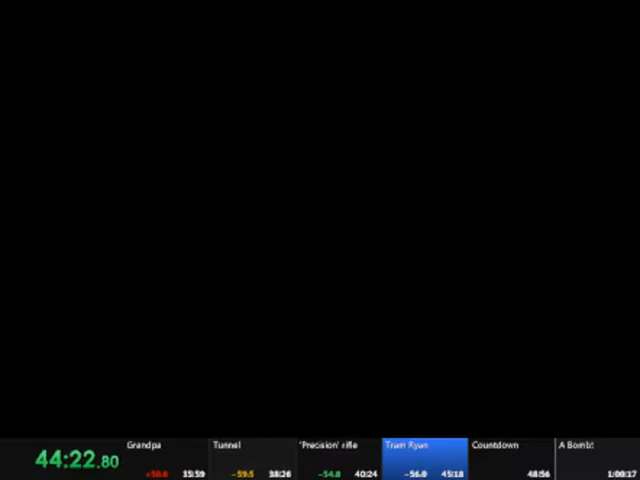 44:22.80
Grandpa
35:59
Tunnel
-59.5 38:26
'Precision' rifle
-54.8 40:24
Tram Ryan
-56.0 45:18
Countdown
48:56
A Bomb!
1:00:17